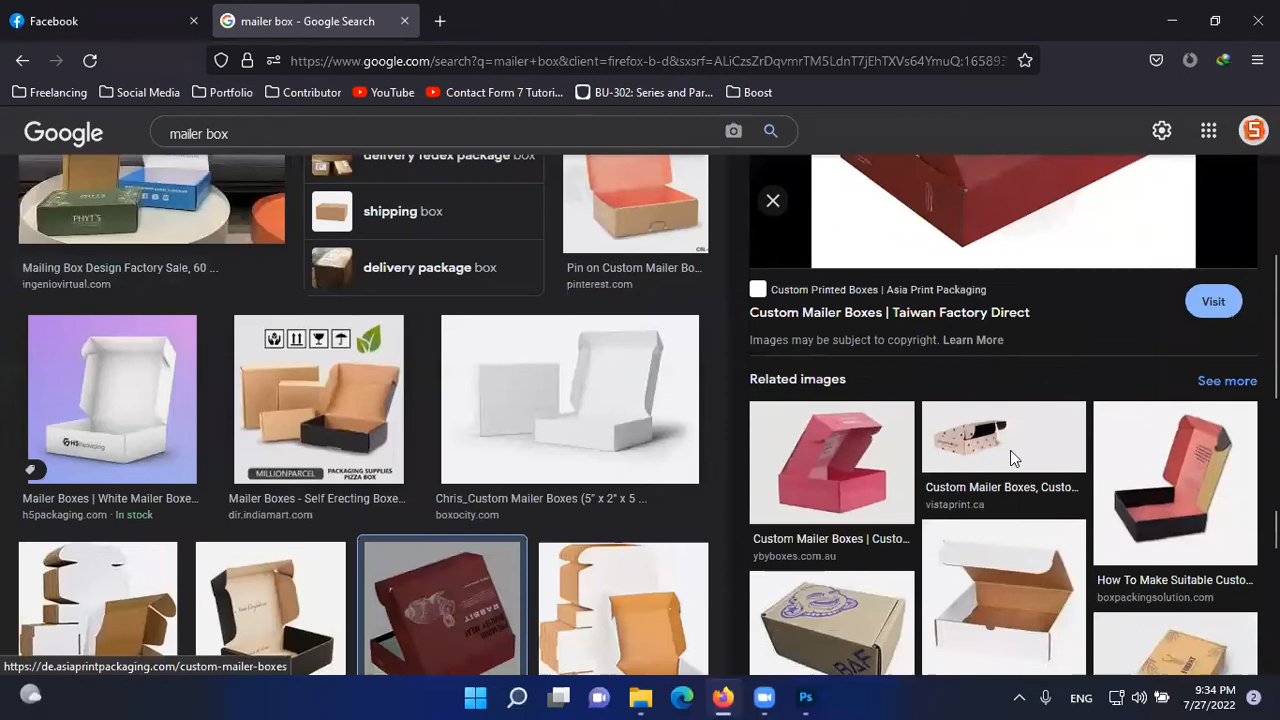 Facebook
mailer box - Google Search
https://www.google.com/search?q=mailer+box&client=firefox-b-d&sxsrf=ALiCzsZrDqvmrTM5LdnT7jEhTXVs64YmuQ:16589
Freelancing
Social Media
Portfolio
Contributor
YouTube
Contact Form 7 Tutori...
BU-302: Series and Par...
Boost
Google
mailer box
delivery fedex package box
shipping box
delivery package box
PHYT'S
Mailing Box Design Factory Sale, 60 ...
ingeniovirtual.com
Pin on Custom Mailer Bo...
pinterest.com
Custom Printed Boxes | Asia Print Packaging
Custom Mailer Boxes | Taiwan Factory Direct
Visit
Images may be subject to copyright. Learn More
Related images
See more
MILLIONPARCEL
PACKAGING SUPPLIES
PIZZA BOX
Mailer Boxes | White Mailer Boxe...
h5packaging.com · In stock
Mailer Boxes - Self Erecting Boxe...
dir.indiamart.com
Chris_Custom Mailer Boxes (5" x 2" x 5 ...
boxocity.com
Custom Mailer Boxes, Custo...
vistaprint.ca
Custom Mailer Boxes | Custo...
ybyboxes.com.au
How To Make Suitable Custo...
boxpackingsolution.com
RABBIT
BAF
https://de.asiaprintpackaging.com/custom-mailer-boxes
ENG
9:34 PM
7/27/2022
2